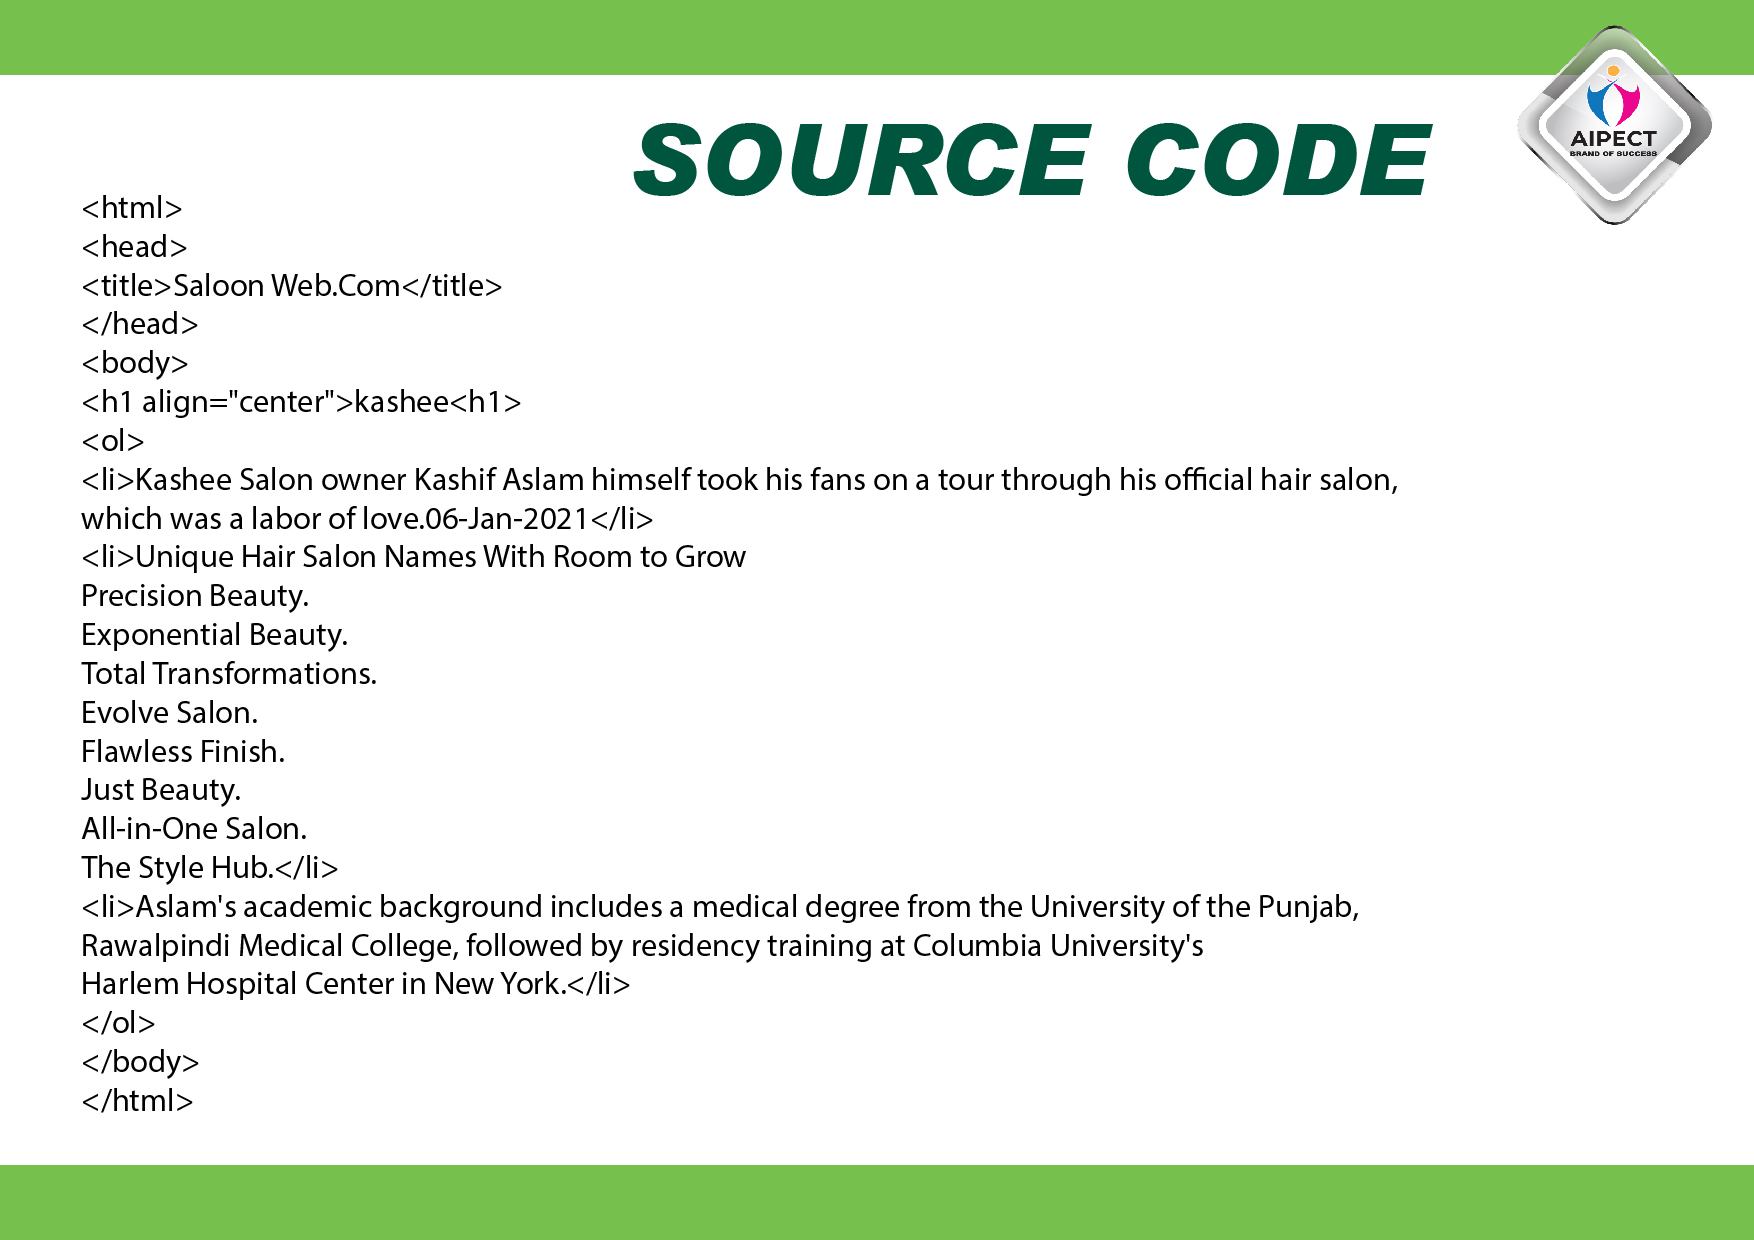 AIPECT
BRAND OF SUCCESS
SOURCE CODE
<html>
<head>
<title>Saloon Web.Com</title>
</head>
<body>
<h1 align="center">kashee<h1>
<ol>
<li>Kashee Salon owner Kashif Aslam himself took his fans on a tour through his official hair salon,
which was a labor of love.06-Jan-2021</li>
<li>Unique Hair Salon Names With Room to Grow
Precision Beauty.
Exponential Beauty.
Total Transformations.
Evolve Salon.
Flawless Finish.
Just Beauty.
All-in-One Salon.
The Style Hub.</li>
<li>Aslam's academic background includes a medical degree from the University of the Punjab,
Rawalpindi Medical College, followed by residency training at Columbia University's
Harlem Hospital Center in New York.</li>
</ol>
</body>
</html>